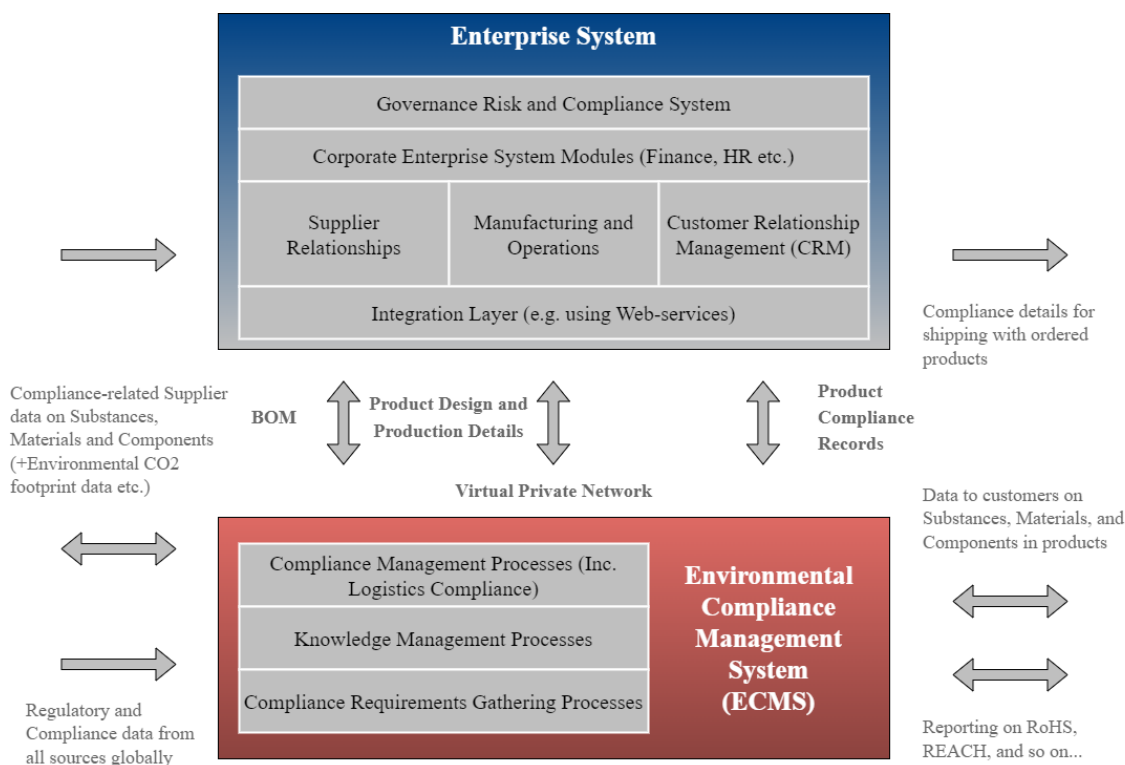 Enterprise System
Governance Risk and Compliance System
Corporate Enterprise System Modules (Finance, HR etc.)
Supplier
Relationships
Manufacturing and
Operations
Customer Relationship
Management (CRM)
Integration Layer (e.g. using Web-services)
Compliance details for
shipping with ordered
products
Compliance-related Supplier
data on Substances,
Materials and Components
(+Environmental CO2
footprint data etc.)
BOM
Product Design and
Production Details
Product
Compliance
Records
Virtual Private Network
Data to customers on
Substances, Materials, and
Components in products
Compliance Management Processes (Inc.
Logistics Compliance)
Knowledge Management Processes
Compliance Requirements Gathering Processes
Environmental
Compliance
Management
System
(ECMS)
Regulatory and
Compliance data from
all sources globally
Reporting on RoHS,
REACH, and so on...